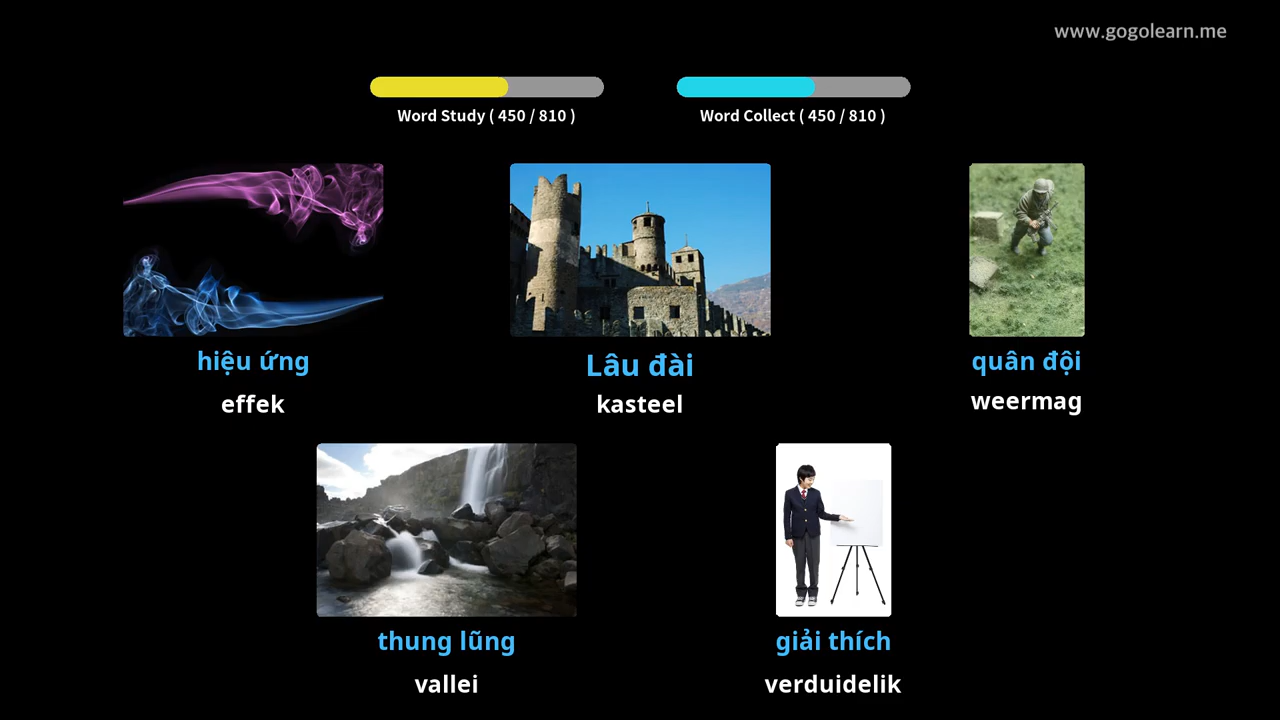 www.gogolearn.me
Word Study ( 450 / 810 )
Word Collect ( 450 / 810 )
hiệu ứng
effek
Lâu đài
kasteel
quân đội
weermag
thung lũng
vallei
giải thích
verduidelik